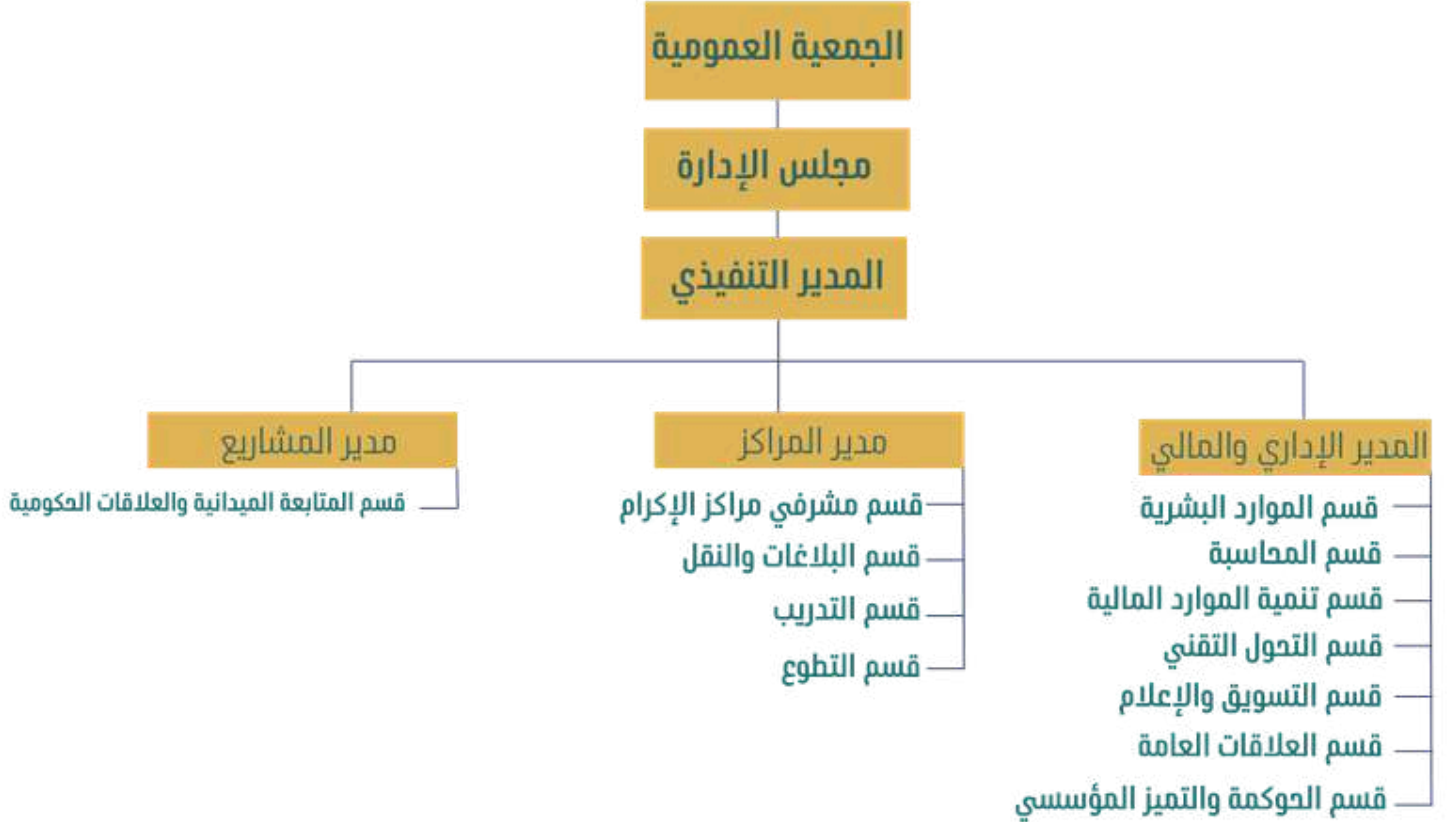 الجمعية العمومية
مجلس الإدارة
المدير التنفيذي
المدير الإداري والمالي
قسم الموارد البشرية
قسم المحاسبة
قسم تنمية الموارد المالية
قسم التحول التقني
قسم التسويق والإعلام
قسم العلاقات العامة
قسم الحوكمة والتميز المؤسسي
مدير المراكز
قسم مشرفي مراكز الإكرام
قسم البلاغات والنقل
قسم التدريب
قسم التطوع
مدير المشاريع
قسم المتابعة الميدانية والعلاقات الحكومية